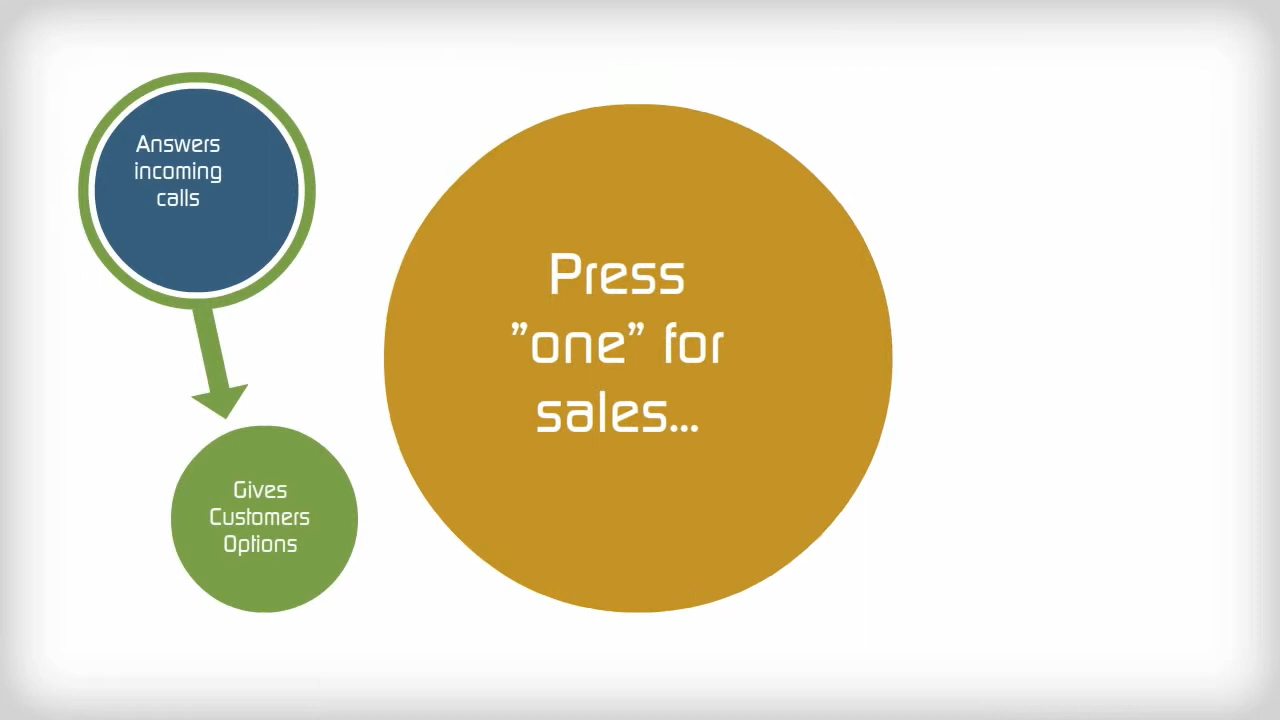 Answers
incoming
calls
Gives
Customers
Options
Press
”one” for
sales...